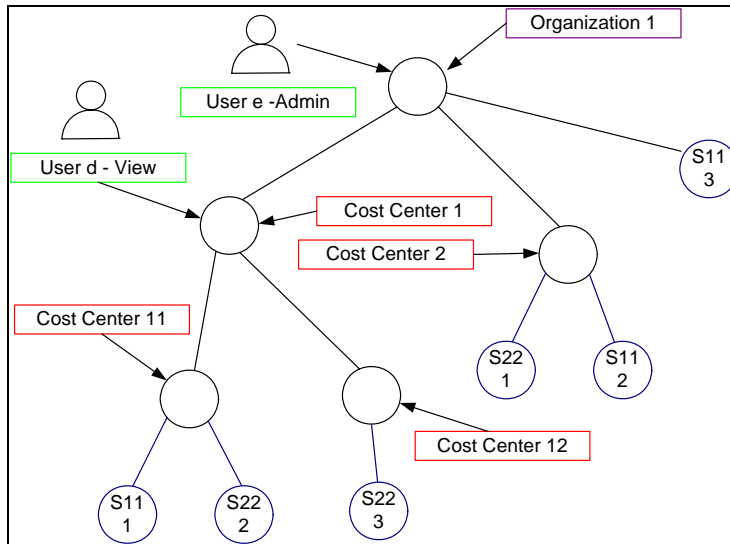 Organization 1
User e -Admin
User d - View
S11
3
Cost Center 1
Cost Center 2
Cost Center 11
S22
1
S11
2
Cost Center 12
S11
1
S22
2
S22
3